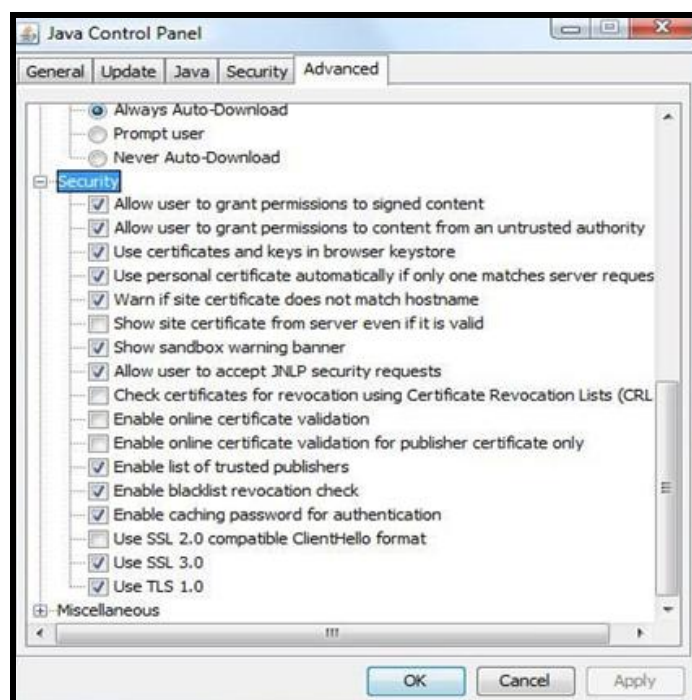 Java Control Panel
General Update Java Security Advanced
Always Auto-Download
Prompt user
Never Auto-Download
Security
Allow user to grant permissions to signed content
Allow user to grant permissions to content from an untrusted authority
Use certificates and keys in browser keystore
Use personal certificate automatically if only one matches server reques
Warn if site certificate does not match hostname
Show site certificate from server even if it is valid
Show sandbox warning banner
Allow user to accept JNLP security requests
Check certificates for revocation using Certificate Revocation Lists (CRL
Enable online certificate validation
Enable online certificate validation for publisher certificate only
Enable list of trusted publishers
Enable blacklist revocation check
Enable caching password for authentication
Use SSL 2.0 compatible ClientHello format
Use SSL 3.0
Use TLS 1.0
Miscellaneous
OK Cancel Apply